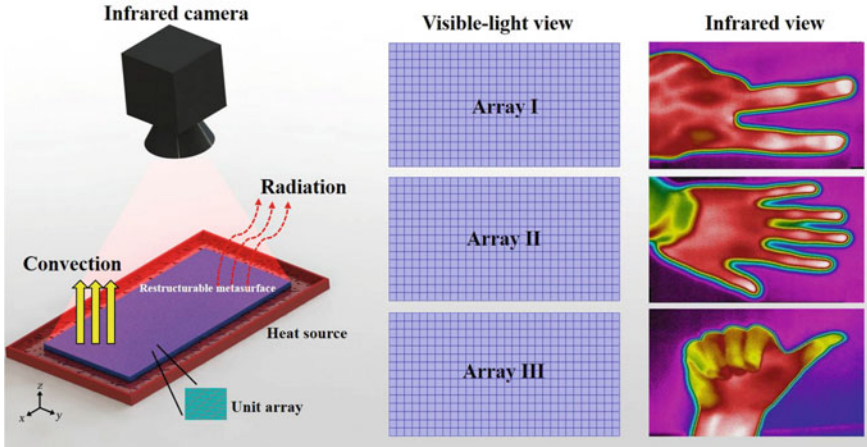 Infrared camera
Visible-light view
Infrared view
Array I
Radiation
Convection
Restructurable metasurface
Array II
Heat source
Array III
Unit array
z
x
y